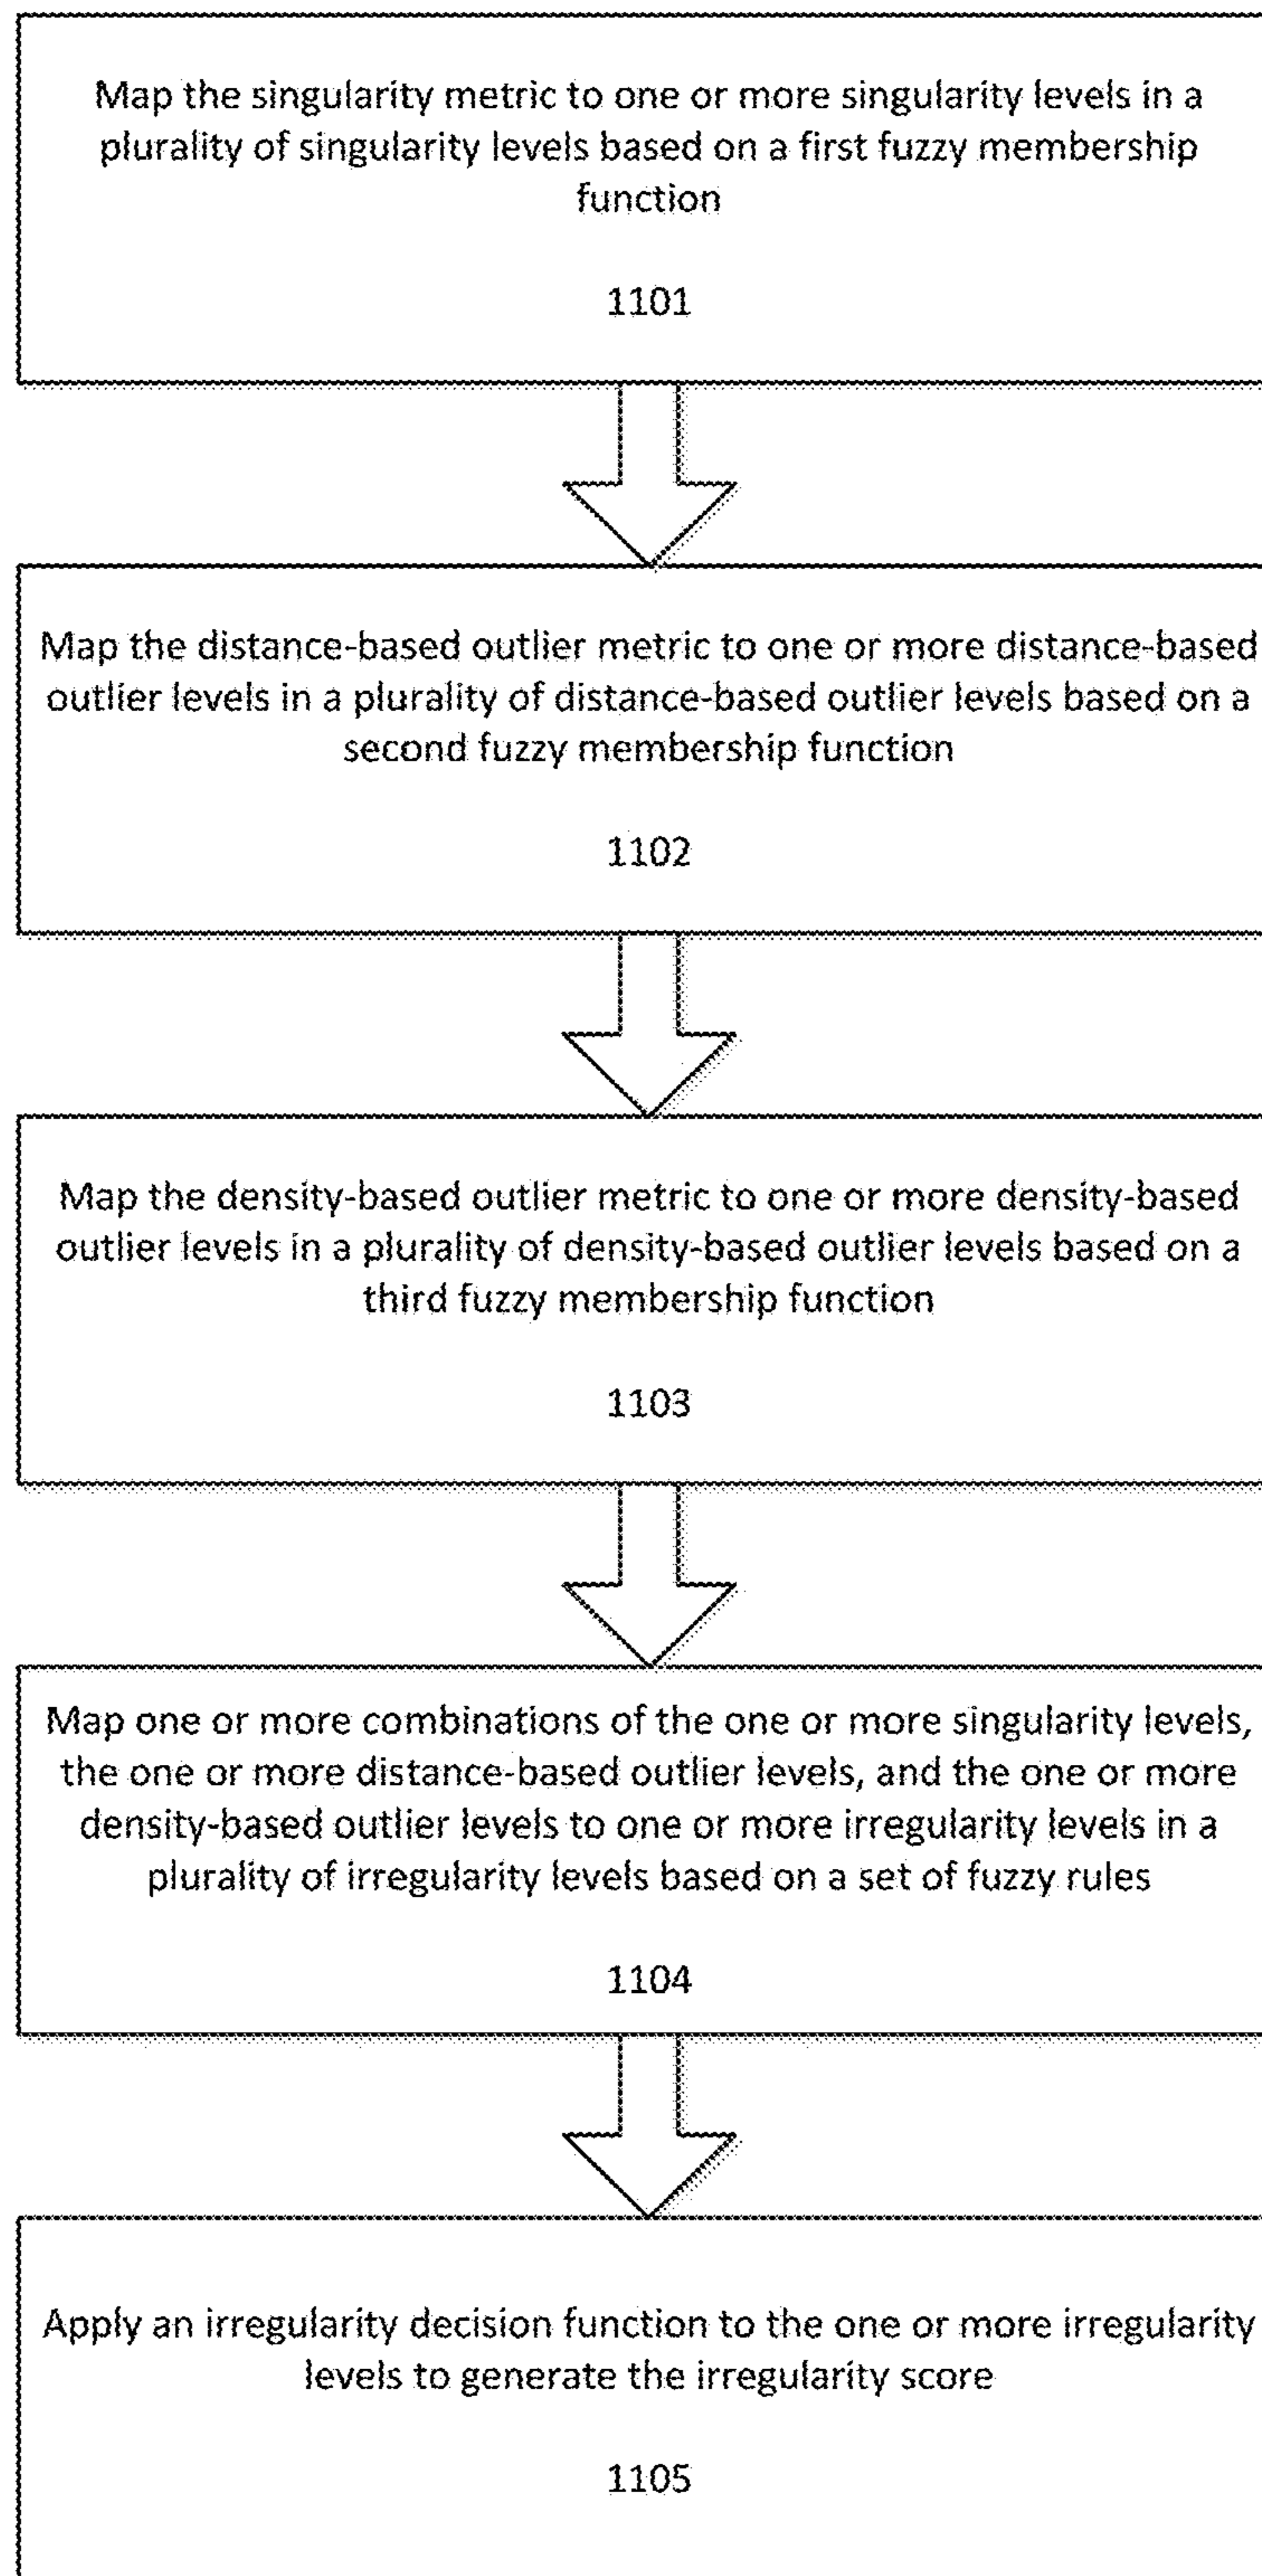 Map the singularity metric to one or more singularity levels in a
plurality of singularity levels based on a first fuzzy membership
function
1101
Map the distance-based outlier metric to one or more distance-based
outlier levels in a plurality of distance-based outlier levels based on a
second fuzzy membership function
1102
Map the density-based outlier metric to one or more density-based
outlier levels in a plurality of density-based outlier levels based on a
third fuzzy membership function
1103
Map one or more combinations of the one or more singularity levels,
the one or more distance-based outlier levels, and the one or more
density-based outlier levels to one or more irregularity levels in a
plurality of irregularity levels based on a set of fuzzy rules
1104
Apply an irregularity decision function to the one or more irregularity
levels to generate the irregularity score
1105